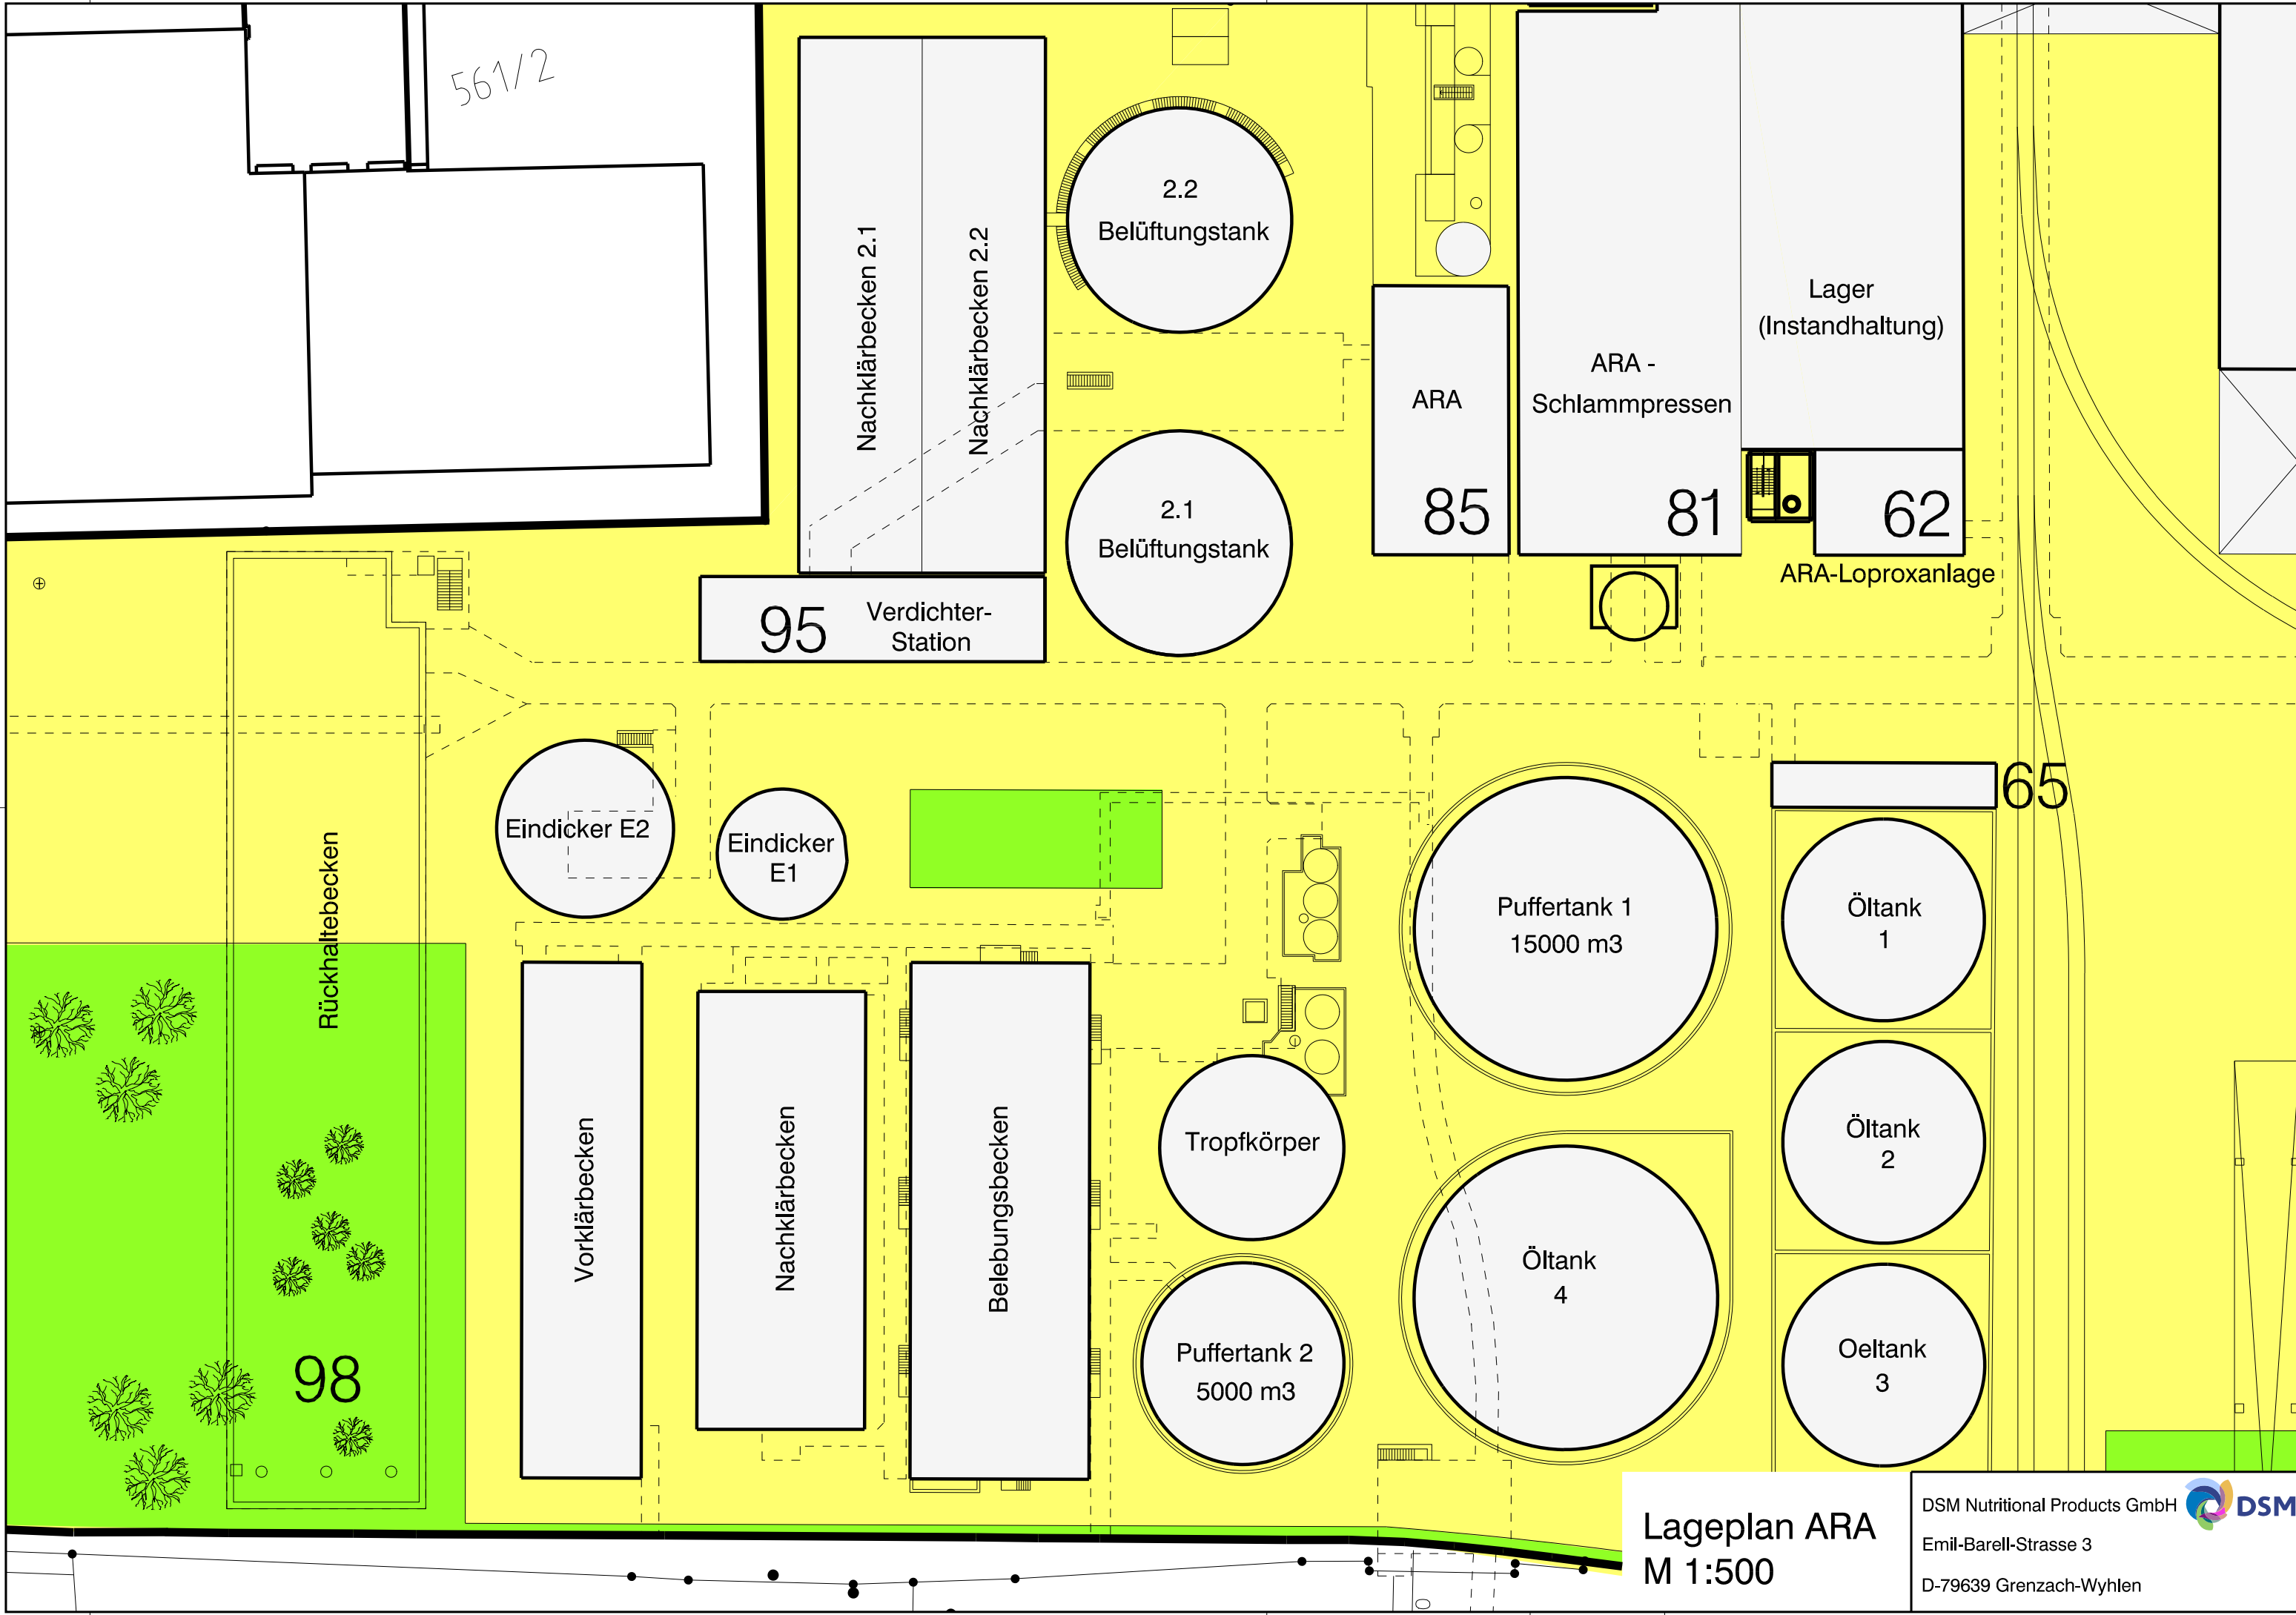 561/2
Nachklärbecken 2.1
Nachklärbecken 2.2
2.2
Belüftungstank
2.1
Belüftungstank
95
Verdichter-
Station
ARA
85
ARA -
Schlammpressen
81
Lager
(Instandhaltung)
62
ARA-Loproxanlage
65
Rückhaltebecken
98
Eindicker E2
Eindicker
E1
Vorklärbecken
Nachklärbecken
Belebungsbecken
Tropfkörper
Puffertank 2
5000 m3
Puffertank 1
15000 m3
Öltank
4
Öltank
1
Öltank
2
Oeltank
3
Lageplan ARA
M 1:500
DSM Nutritional Products GmbH
DSM
Emil-Barell-Strasse 3
D-79639 Grenzach-Wyhlen